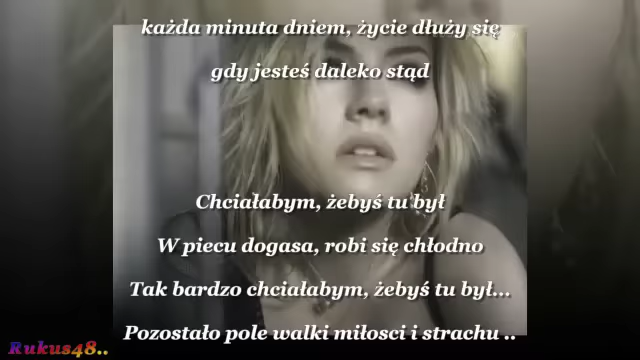 każda minuta dniem, życie dłuży się
gdy jesteś daleko stąd
Chciałabym, żebyś tu był
W piecu dogasa, robi się chłodno
Tak bardzo chciałabym, żebyś tu był...
Pozostało pole walki miłosci i strachu ..
Rukus48..